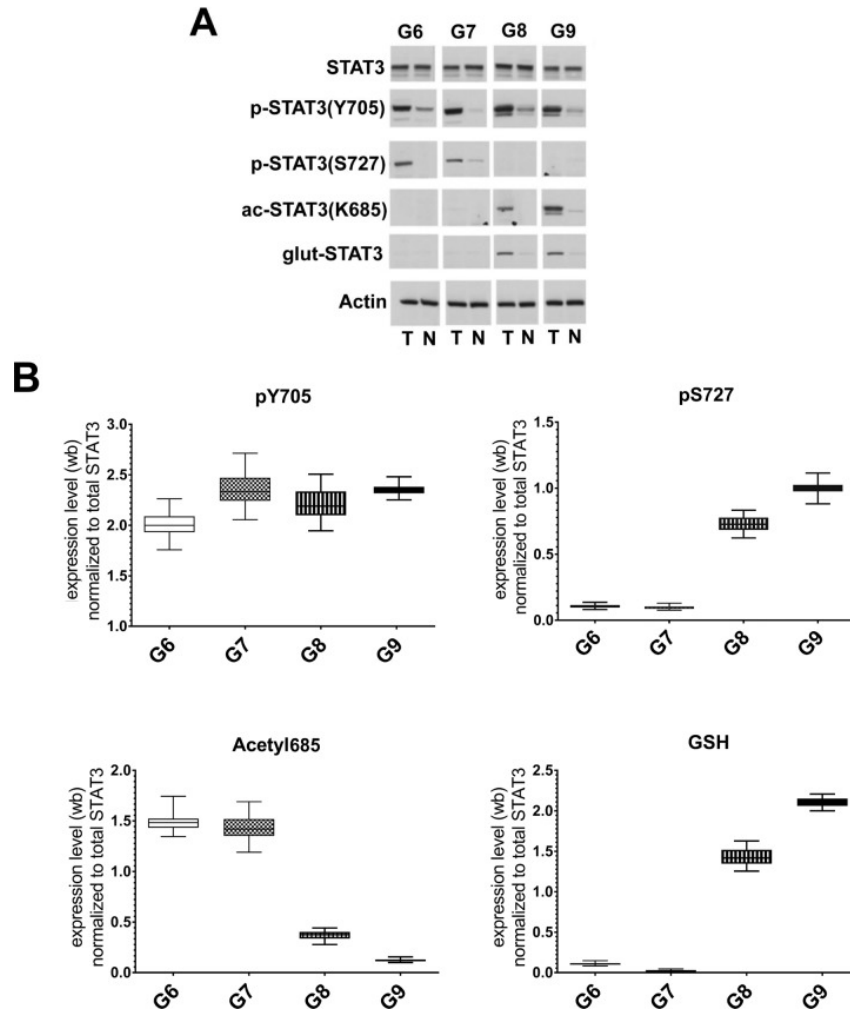 A
G6 G7 G8 G9
STAT3
p-STAT3(Y705)
p-STAT3(S727)
ac-STAT3(K685)
glut-STAT3
Actin
T N T N T N T N
B
pY705
expression level (wb)
normalized to total STAT3
3.0
2.5
2.0
1.5
1.0
G6 G7 G8 G9
pS727
expression level (wb)
normalized to total STAT3
1.5
1.0
0.5
0.0
G6 G7 G8 G9
Acetyl685
expression level (wb)
normalized to total STAT3
2.0
1.5
1.0
0.5
0.0
G6 G7 G8 G9
GSH
expression level (wb)
normalized to total STAT3
2.5
2.0
1.5
1.0
0.5
0.0
G6 G7 G8 G9